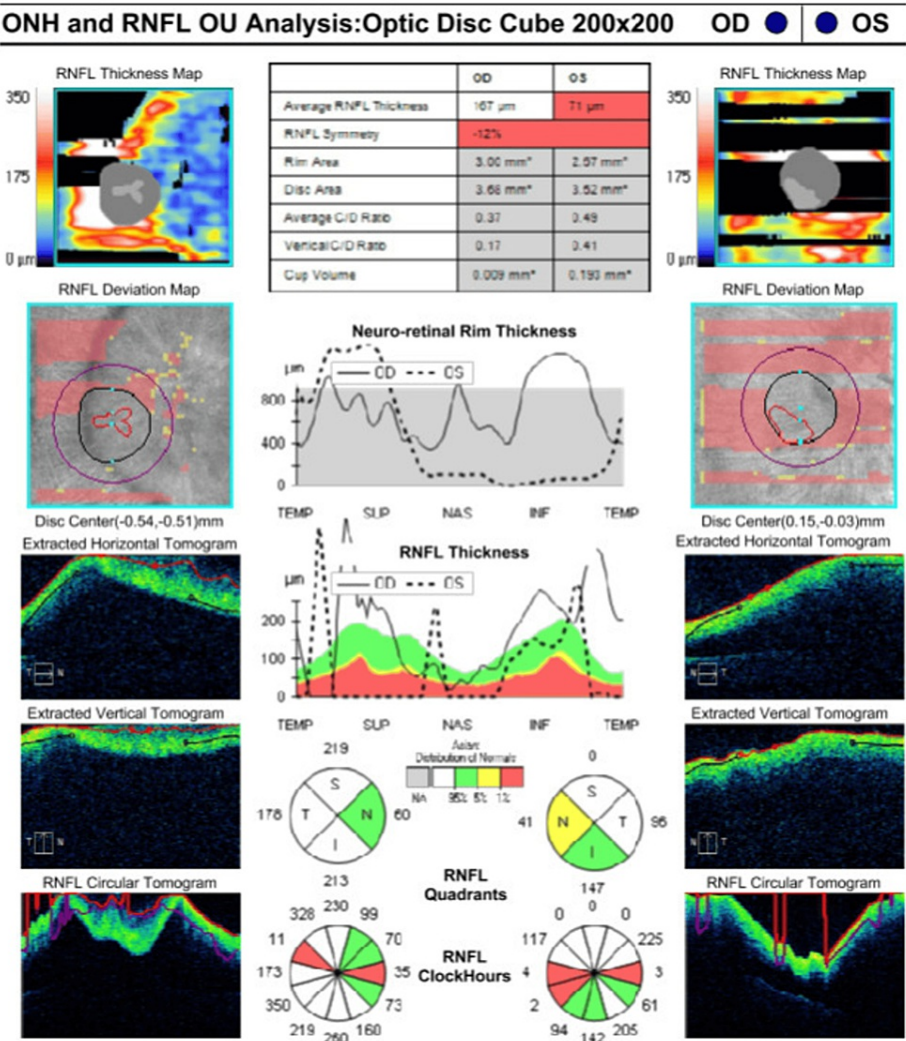 ONH and RNFL OU Analysis:Optic Disc Cube 200x200 OD OS
RNFL Thickness Map
350
175
0 µm
OD OS
Average RNFL Thickness 167 µm 71 µm
RNFL Symmetry -12%
Rim Area 3.00 mm² 2.67 mm²
Disc Area 3.68 mm² 3.52 mm²
Average C/D Ratio 0.37 0.49
Vertical C/D Ratio 0.17 0.41
Cup Volume 0.009 mm³ 0.193 mm³
RNFL Thickness Map
350
175
0 µm
RNFL Deviation Map
Disc Center(-0.54,-0.51)mm
Neuro-retinal Rim Thickness
µm
OD OS
800
400
0
TEMP SUP NAS INF TEMP
RNFL Deviation Map
Disc Center(0.15,-0.03)mm
Extracted Horizontal Tomogram
T N
RNFL Thickness
µm
OD OS
200
100
0
TEMP SUP NAS INF TEMP
Extracted Horizontal Tomogram
N T
Extracted Vertical Tomogram
T N
Asian
Distribution of Normals
NA 95% 5% 1%
219
S
178 T N 60
I
213
0
S
41 N T 96
I
147
RNFL
Quadrants
Extracted Vertical Tomogram
N T
RNFL Circular Tomogram
230
328 99
11 70
173 35
350 73
219 160
260
RNFL
ClockHours
0
0 0
117 225
4 3
2 61
94 205
142
RNFL Circular Tomogram